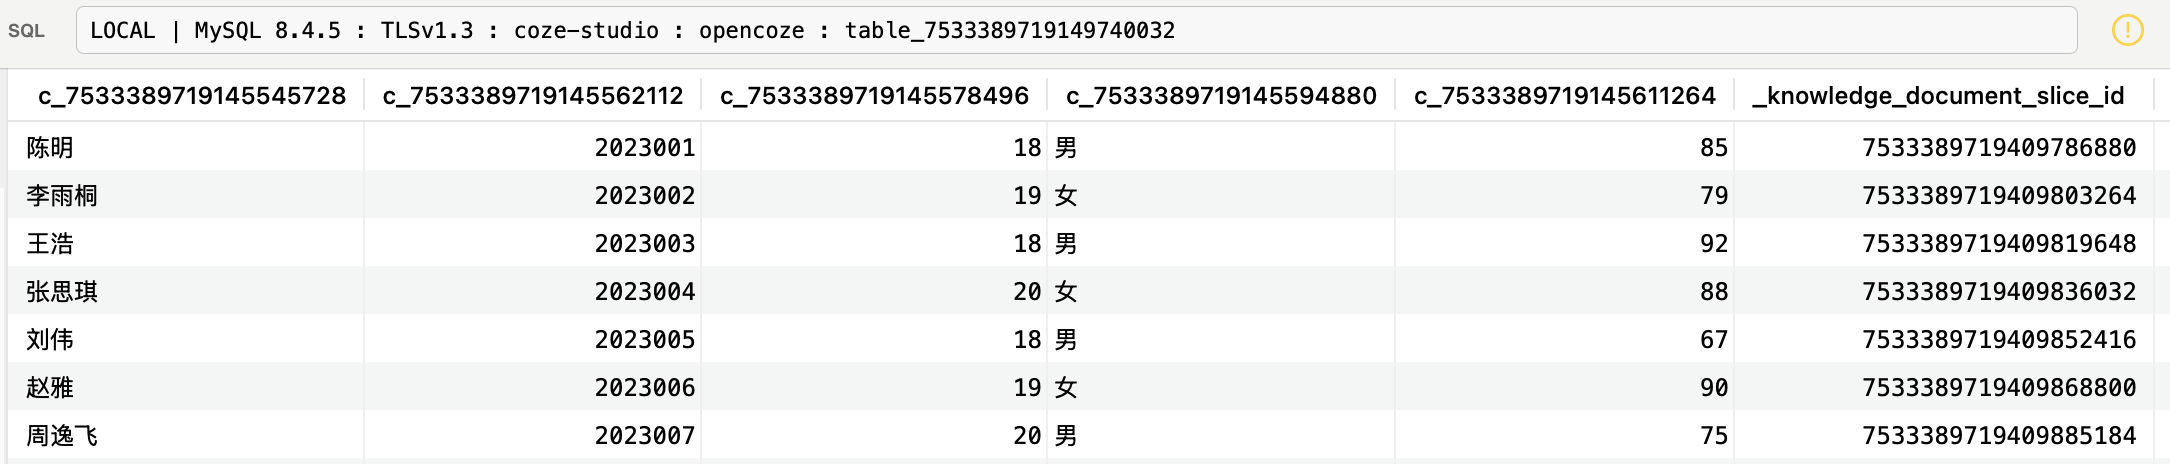 SQL LOCAL | MySQL 8.4.5 : TLSv1.3 : coze-studio : opencoze : table_7533389719149740032
c_7533389719145545728 c_7533389719145562112 c_7533389719145578496 c_7533389719145594880 c_7533389719145611264 _knowledge_document_slice_id
陈明 2023001 18 男 85 7533389719409786880
李雨桐 2023002 19 女 79 7533389719409803264
王浩 2023003 18 男 92 7533389719409819648
张思琪 2023004 20 女 88 7533389719409836032
刘伟 2023005 18 男 67 7533389719409852416
赵雅 2023006 19 女 90 7533389719409868800
周逸飞 2023007 20 男 75 7533389719409885184